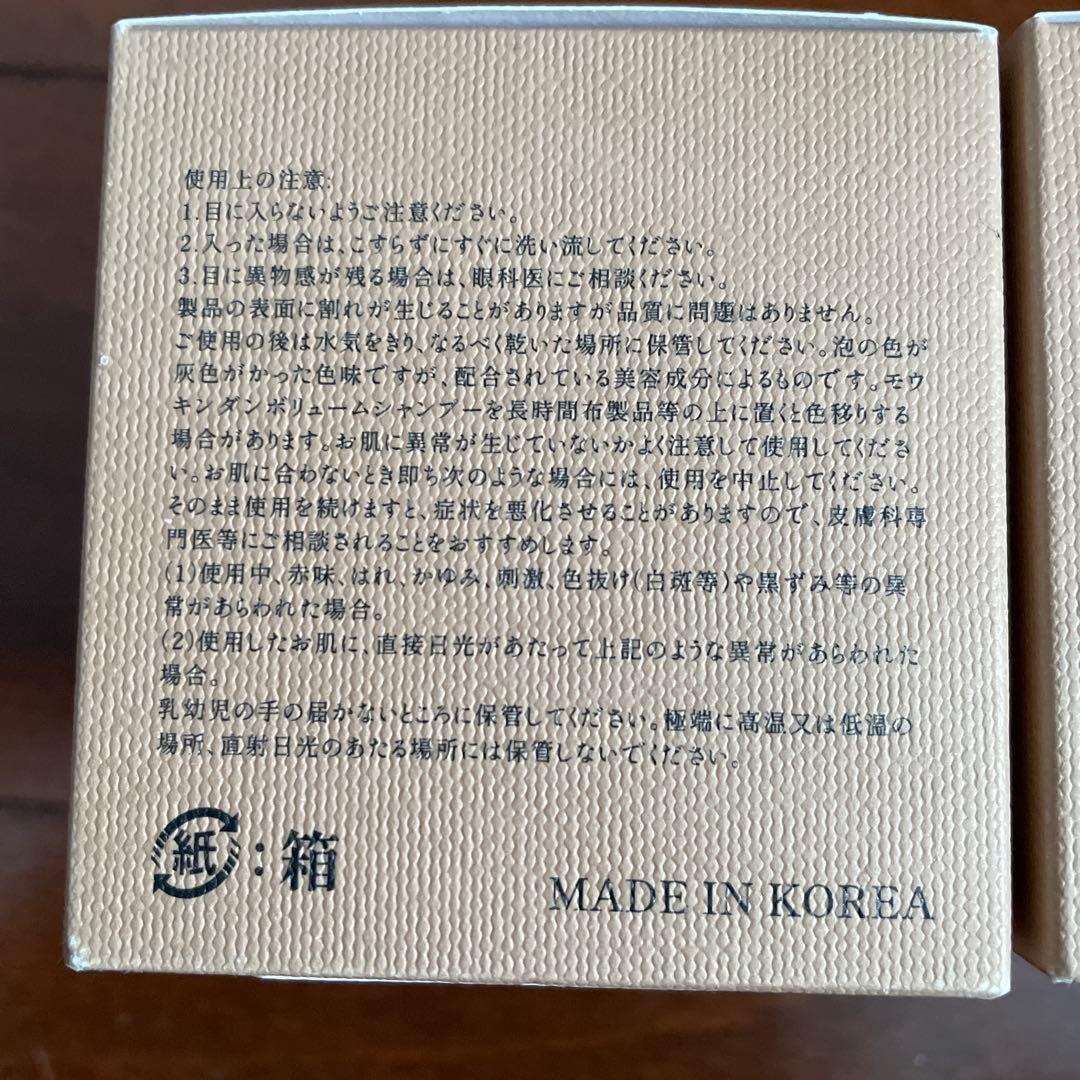 使用上の注意:
1.目に入らないようご注意ください。
2.入った場合は、こすらずにすぐに洗い流してください。
3.目に異物感が残る場合は、眼科医にご相談ください。
製品の表面に割れが生じることがありますが品質に問題はありません。
ご使用の後は水気をきり、なるべく乾いた場所に保管してください。泡の色が
灰色がかった色味ですが、配合されている美容成分によるものです。モウ
キンダンボリュームシャンプーを長時間布製品等の上に置くと色移りする
場合があります。お肌に異常が生じていないかよく注意して使用してくださ
い。お肌に合わないとき即ち次のような場合には、使用を中止してください。
そのまま使用を続けますと、症状を悪化させることがありますので、皮膚科専
門医等にご相談されることをおすすめします。
(1)使用中、赤味、はれ、かゆみ、刺激、色抜け(白斑等)や黒ずみ等の異
常があらわれた場合。
(2)使用したお肌に、直接日光があたって上記のような異常があらわれた
場合。
乳幼児の手の届かないところに保管してください。極端に高温又は低温の
場所、直射日光のあたる場所には保管しないでください。
紙:箱
MADE IN KOREA